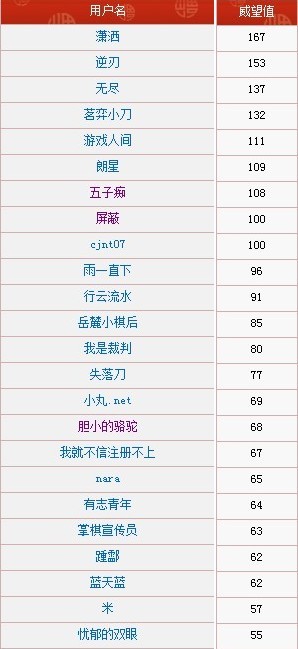 用户名 威望值
潇洒 167
逆刃 153
无尽 137
茗弈小刀 132
游戏人间 111
朗星 109
五子痴 108
屏蔽 100
cjnt07 100
雨一直下 96
行云流水 91
岳麓小棋后 85
我是裁判 80
失落刀 77
小丸.net 69
胆小的骆驼 68
我就不信注册不上 67
nara 65
有志青年 64
掌棋宣传员 63
62
蓝天蓝 62
米 57
忧郁的双眼 55